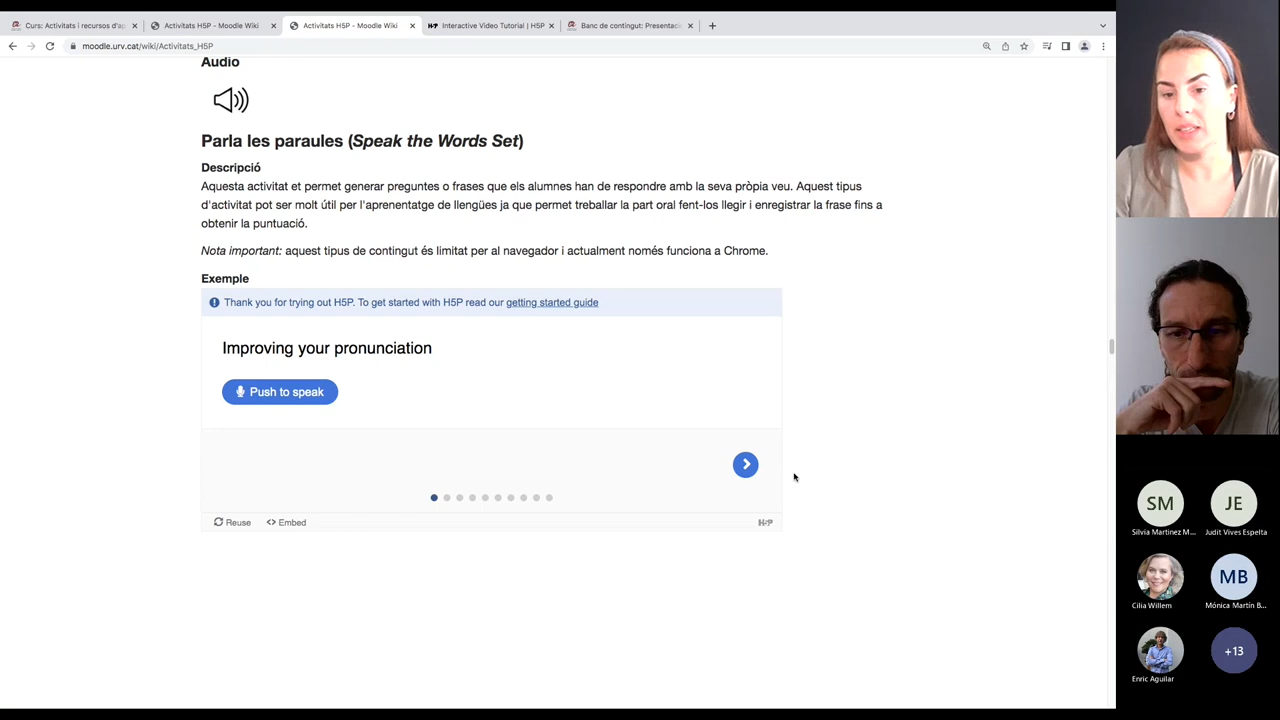 Curs: Activitats i recursos d'a
Activitats H5P - Moodle Wiki
Activitats H5P - Moodle Wiki
Interactive Video Tutorial | H5P
Banc de contingut: Presentaci
moodle.urv.cat/wiki/Activitats_H5P
Audio
Parla les paraules (Speak the Words Set)
Descripció
Aquesta activitat et permet generar preguntes o frases que els alumnes han de respondre amb la seva pròpia veu. Aquest tipus
d'activitat pot ser molt útil per l'aprenentatge de llengües ja que permet treballar la part oral fent-los llegir i enregistrar la frase fins a
obtenir la puntuació.
Nota important: aquest tipus de contingut és limitat per al navegador i actualment només funciona a Chrome.
Exemple
Thank you for trying out H5P. To get started with H5P read our getting started guide
Improving your pronunciation
Push to speak
Reuse
Embed
H5P
SM
JE
Silvia Martínez M...
Judit Vives Espelta
MB
Cilia Willem
Mónica Martín B...
+13
Enric Aguilar